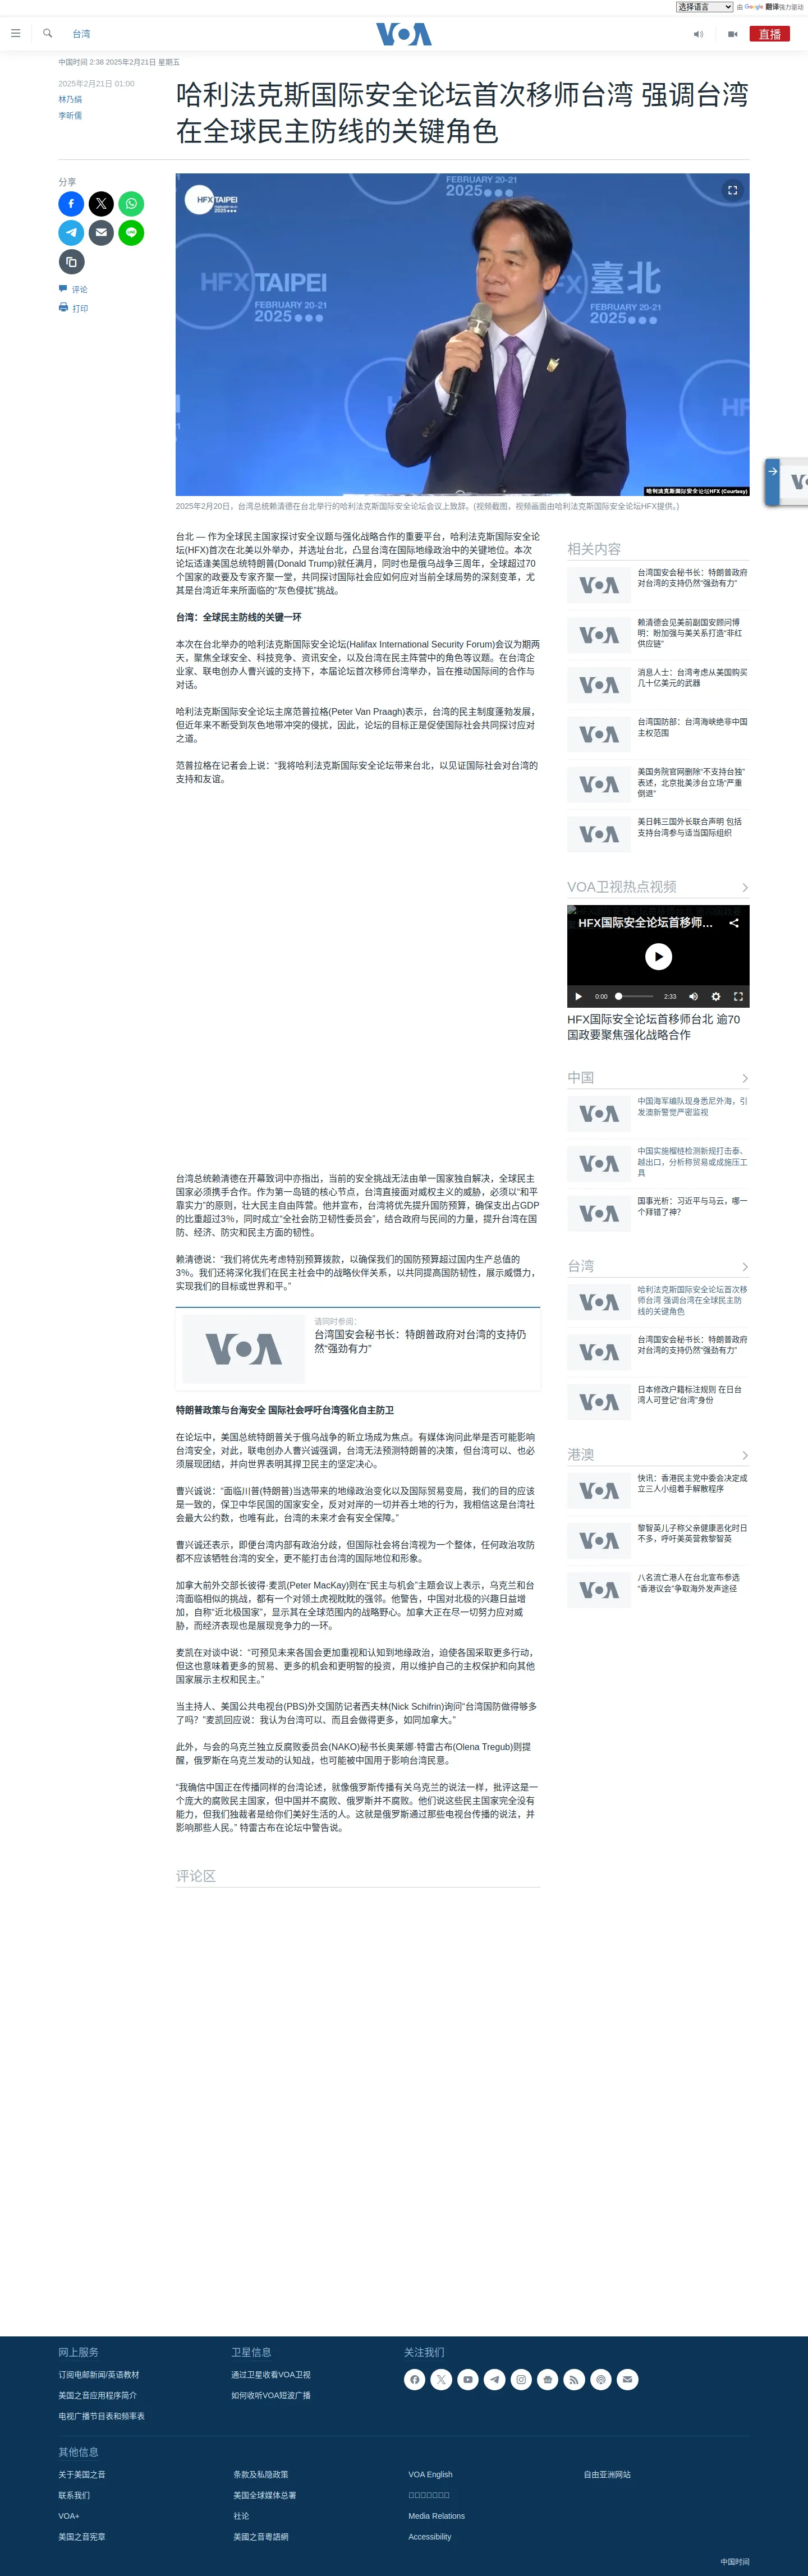 选择语言 由 Google 翻译强力驱动
台湾
VOA
直播
中国时间 2:38 2025年2月21日 星期五
2025年2月21日 01:00
林乃绢
李昕儒
哈利法克斯国际安全论坛首次移师台湾 强调台湾
在全球民主防线的关键角色
分享
评论
打印
HFX TAIPEI
FEBRUARY 20-21
2025
FEBRUARY 20-21
2025
HFX TAIPEI
FEBRUARY 20-21
2025
HFX 臺北
FEBRUARY 20-21
2025
哈利法克斯国际安全论坛HFX (Courtesy)
2025年2月20日，台湾总统赖清德在台北举行的哈利法克斯国际安全论坛会议上致辞。(视频截图，视频画面由哈利法克斯国际安全论坛HFX提供。)
台北 — 作为全球民主国家探讨安全议题与强化战略合作的重要平台，哈利法克斯国际安全论
坛(HFX)首次在北美以外举办，并选址台北，凸显台湾在国际地缘政治中的关键地位。本次
论坛适逢美国总统特朗普(Donald Trump)就任满月，同时也是俄乌战争三周年，全球超过70
个国家的政要及专家齐聚一堂，共同探讨国际社会应如何应对当前全球局势的深刻变革，尤
其是台湾近年来所面临的“灰色侵扰”挑战。
台湾：全球民主防线的关键一环
本次在台北举办的哈利法克斯国际安全论坛(Halifax International Security Forum)会议为期两
天，聚焦全球安全、科技竞争、资讯安全，以及台湾在民主阵营中的角色等议题。在台湾企
业家、联电创办人曹兴诚的支持下，本届论坛首次移师台湾举办，旨在推动国际间的合作与
对话。
哈利法克斯国际安全论坛主席范普拉格(Peter Van Praagh)表示，台湾的民主制度蓬勃发展，
但近年来不断受到灰色地带冲突的侵扰，因此，论坛的目标正是促使国际社会共同探讨应对
之道。
范普拉格在记者会上说：“我将哈利法克斯国际安全论坛带来台北，以见证国际社会对台湾的
支持和友谊。
台湾总统赖清德在开幕致词中亦指出，当前的安全挑战无法由单一国家独自解决，全球民主
国家必须携手合作。作为第一岛链的核心节点，台湾直接面对威权主义的威胁，必须以“和平
靠实力”的原则，壮大民主自由阵营。他并宣布，台湾将优先提升国防预算，确保支出占GDP
的比重超过3%，同时成立“全社会防卫韧性委员会”，结合政府与民间的力量，提升台湾在国
防、经济、防灾和民主方面的韧性。
赖清德说：“我们将优先考虑特别预算拨款，以确保我们的国防预算超过国内生产总值的
3%。我们还将深化我们在民主社会中的战略伙伴关系，以共同提高国防韧性，展示威慑力，
实现我们的目标或世界和平。”
VOA
请同时参阅:
台湾国安会秘书长：特朗普政府对台湾的支持仍
然“强劲有力”
特朗普政策与台海安全 国际社会呼吁台湾强化自主防卫
在论坛中，美国总统特朗普关于俄乌战争的新立场成为焦点。有媒体询问此举是否可能影响
台湾安全，对此，联电创办人曹兴诚强调，台湾无法预测特朗普的决策，但台湾可以、也必
须展现团结，并向世界表明其捍卫民主的坚定决心。
曹兴诚说：“面临川普(特朗普)当选带来的地缘政治变化以及国际贸易变局，我们的目的应该
是一致的，保卫中华民国的国家安全，反对对岸的一切并吞土地的行为，我相信这是台湾社
会最大公约数，也唯有此，台湾的未来才会有安全保障。”
曹兴诚还表示，即便台湾内部有政治分歧，但国际社会将台湾视为一个整体，任何政治攻防
都不应该牺牲台湾的安全，更不能打击台湾的国际地位和形象。
加拿大前外交部长彼得·麦凯(Peter MacKay)则在“民主与机会”主题会议上表示，乌克兰和台
湾面临相似的挑战，都有一个对领土虎视眈眈的强邻。他警告，中国对北极的兴趣日益增
加，自称“近北极国家”，显示其在全球范围内的战略野心。加拿大正在尽一切努力应对威
胁，而经济表现也是展现竞争力的一环。
麦凯在对谈中说：“可预见未来各国会更加重视和认知到地缘政治，迫使各国采取更多行动，
但这也意味着更多的贸易、更多的机会和更明智的投资，用以维护自己的主权保护和向其他
国家展示主权和民主。”
当主持人、美国公共电视台(PBS)外交国防记者西夫林(Nick Schifrin)询问“台湾国防做得够多
了吗？”麦凯回应说：我认为台湾可以、而且会做得更多，如同加拿大。”
此外，与会的乌克兰独立反腐败委员会(NAKO)秘书长奥莱娜·特雷古布(Olena Tregub)则提
醒，俄罗斯在乌克兰发动的认知战，也可能被中国用于影响台湾民意。
“我确信中国正在传播同样的台湾论述，就像俄罗斯传播有关乌克兰的说法一样，批评这是一
个庞大的腐败民主国家，但中国并不腐败、俄罗斯并不腐败。他们说这些民主国家完全没有
能力，但我们独裁者是给你们美好生活的人。这就是俄罗斯通过那些电视台传播的说法，并
影响那些人民。” 特雷古布在论坛中警告说。
评论区
相关内容
台湾国安会秘书长：特朗普政府
对台湾的支持仍然“强劲有力”
赖清德会见美前副国安顾问博
明：盼加强与美关系打造“非红
供应链”
消息人士：台湾考虑从美国购买
几十亿美元的武器
台湾国防部：台湾海峡绝非中国
主权范围
美国务院官网删除“不支持台独”
表述，北京批美涉台立场“严重
倒退”
美日韩三国外长联合声明 包括
支持台湾参与适当国际组织
VOA卫视热点视频
HFX国际安全论坛首移师…
0:00 2:33
HFX国际安全论坛首移师台北 逾70
国政要聚焦强化战略合作
中国
中国海军编队现身悉尼外海，引
发澳新警觉严密监视
中国实施榴梿检测新规打击泰、
越出口，分析称贸易或成施压工
具
国事光析：习近平与马云，哪一
个拜错了神？
台湾
哈利法克斯国际安全论坛首次移
师台湾 强调台湾在全球民主防
线的关键角色
台湾国安会秘书长：特朗普政府
对台湾的支持仍然“强劲有力”
日本修改户籍标注规则 在日台
湾人可登记“台湾”身份
港澳
快讯：香港民主党中委会决定成
立三人小组着手解散程序
黎智英儿子称父亲健康恶化时日
不多，呼吁美英营救黎智英
八名流亡港人在台北宣布参选
“香港议会”争取海外发声途径
网上服务
订阅电邮新闻/英语教材
美国之音应用程序简介
电视广播节目表和频率表
卫星信息
通过卫星收看VOA卫视
如何收听VOA短波广播
关注我们
其他信息
关于美国之音
联系我们
VOA+
美国之音宪章
条款及私隐政策
美国全球媒体总署
社论
美國之音粵語網
VOA English
Media Relations
Accessibility
自由亚洲网站
中国时间